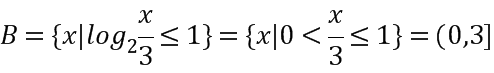 B = {x|log₂ x/3 ≤ 1} = {x|0 < x/3 ≤ 1} = (0,3]